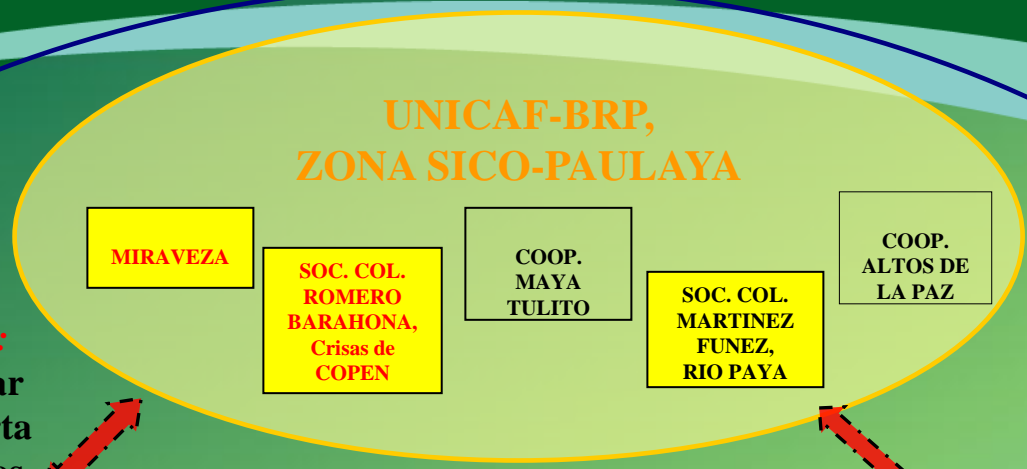 UNICAF-BRP,
ZONA SICO-PAULAYA
MIRAVEZA
SOC. COL.
ROMERO
BARAHONA,
Crisas de
COPEN
COOP.
MAYA
TULITO
SOC. COL.
MARTINEZ
FUNEZ,
RIO PAYA
COOP.
ALTOS DE
LA PAZ